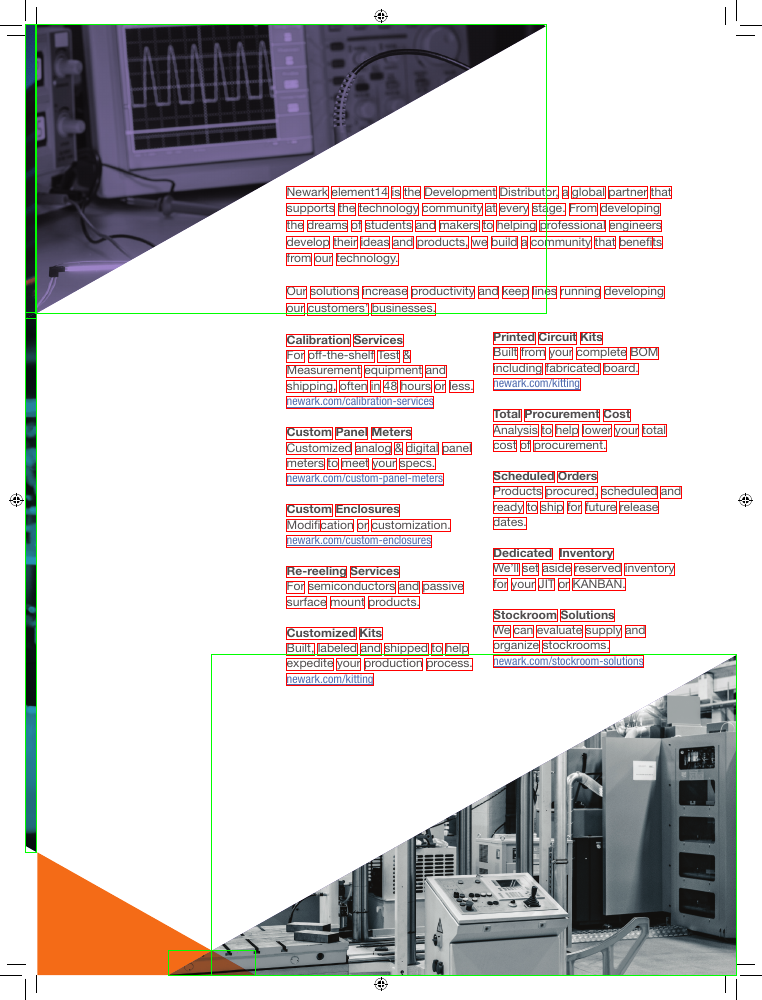 Newark element14 is the Development Distributor, a global partner that
supports the technology community at every stage. From developing
the dreams of students and makers to helping professional engineers
develop their ideas and products, we build a community that benefits
from our technology.
Our solutions increase productivity and keep lines running developing
our customers' businesses.
Calibration Services
For off-the-shelf Test &
Measurement equipment and
shipping, often in 48 hours or less.
newark.com/calibration-services
Custom Panel Meters
Customized analog & digital panel
meters to meet your specs.
newark.com/custom-panel-meters
Custom Enclosures
Modification or customization.
newark.com/custom-enclosures
Re-reeling Services
For semiconductors and passive
surface mount products.
Customized Kits
Built, labeled and shipped to help
expedite your production process.
newark.com/kitting
Printed Circuit Kits
Built from your complete BOM
including fabricated board.
newark.com/kitting
Total Procurement Cost
Analysis to help lower your total
cost of procurement.
Scheduled Orders
Products procured, scheduled and
ready to ship for future release
dates.
Dedicated Inventory
We'll set aside reserved inventory
for your JIT or KANBAN.
Stockroom Solutions
We can evaluate supply and
organize stockrooms.
newark.com/stockroom-solutions